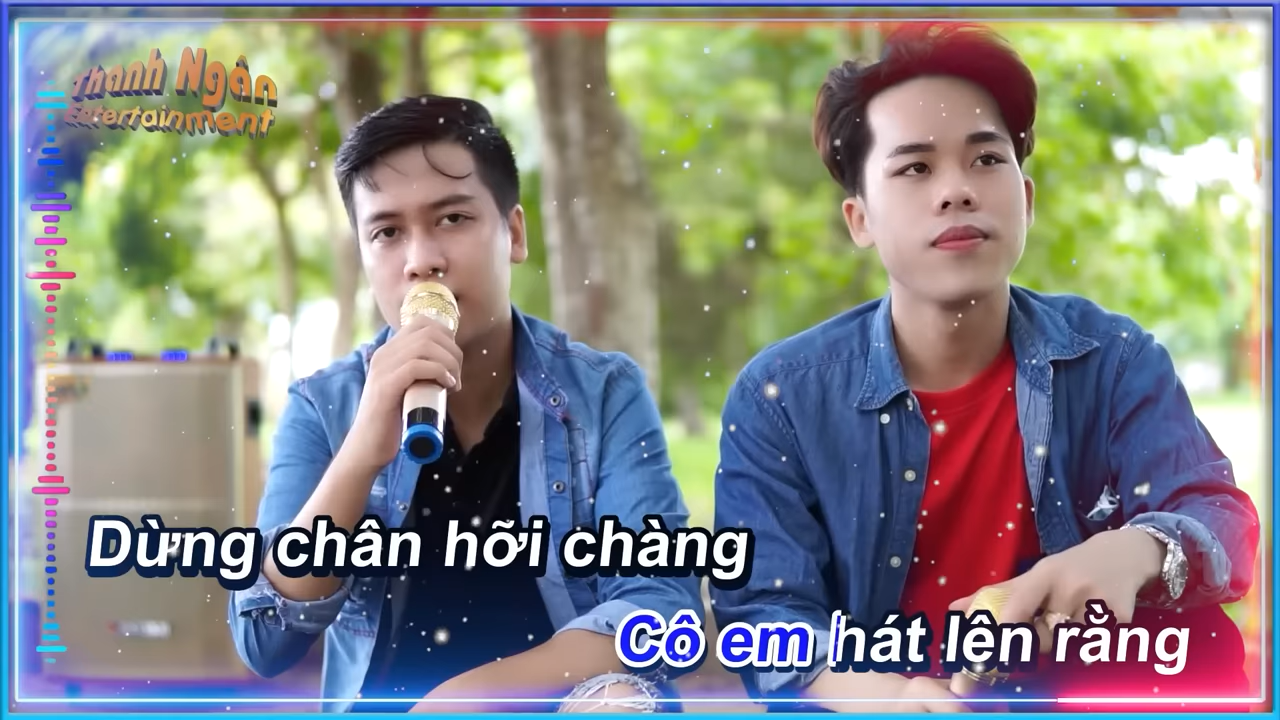 Thanh Ngân
Entertainment
Dừng chân hỡi chàng
Cô em hát lên rằng